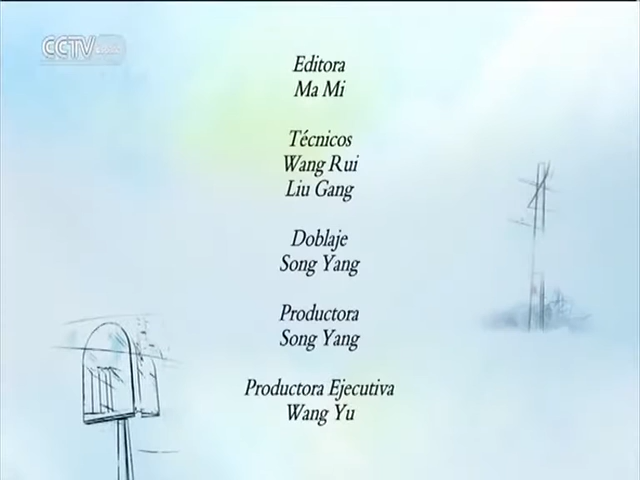 CCTV
Editora
Ma Mi
Técnicos
Wang Rui
Liu Gang
Doblaje
Song Yang
Productora
Song Yang
Productora Ejecutiva
Wang Yu